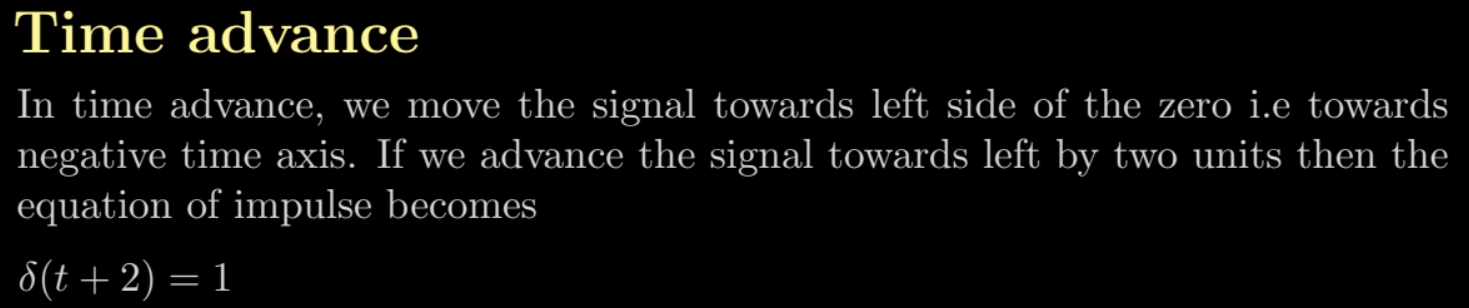 Time advance
In time advance, we move the signal towards left side of the zero i.e towards
negative time axis. If we advance the signal towards left by two units then the
equation of impulse becomes
δ(t + 2) = 1